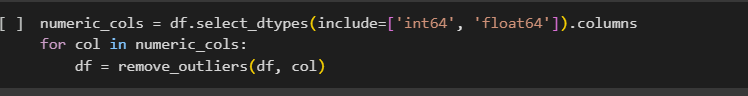 [ ] numeric_cols = df.select_dtypes(include=['int64', 'float64']).columns
for col in numeric_cols:
    df = remove_outliers(df, col)